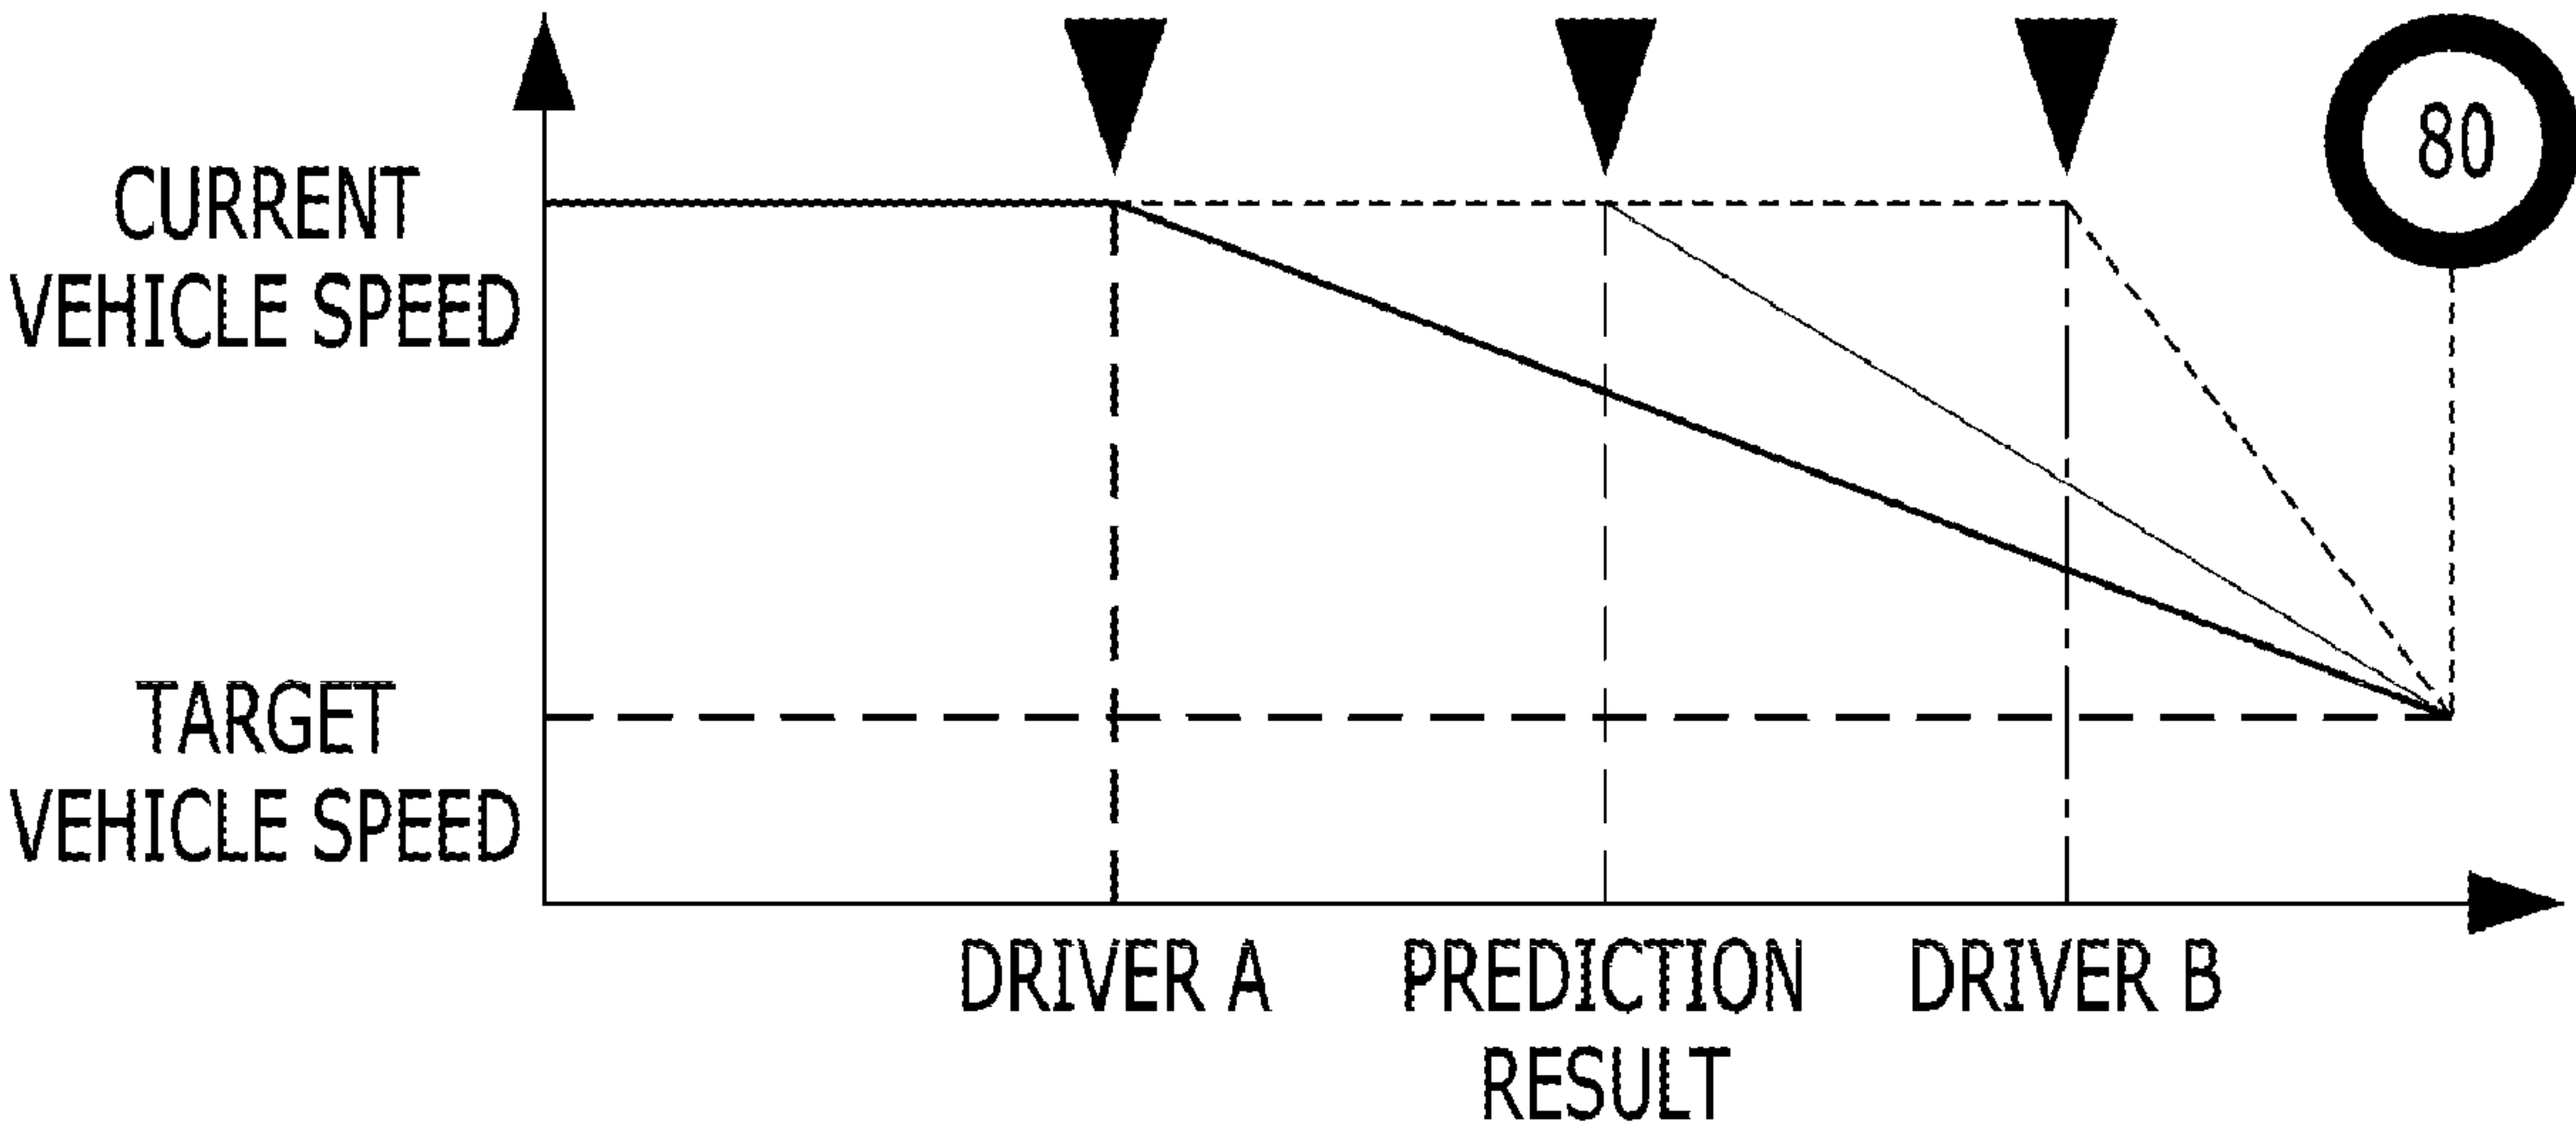 80
CURRENT
VEHICLE SPEED
TARGET
VEHICLE SPEED
DRIVER A
PREDICTION
RESULT
DRIVER B